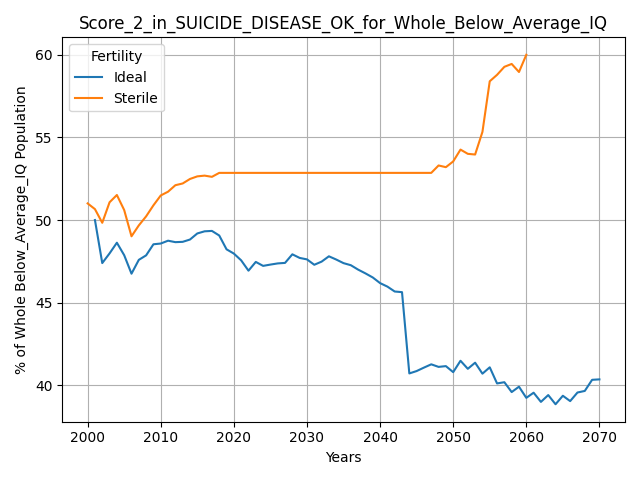 Score_2_in_SUICIDE_DISEASE_OK_for_Whole_Below_Average_IQ
Fertility
Ideal
Sterile
% of Whole Below_Average_IQ Population
60
55
50
45
40
2000 2010 2020 2030 2040 2050 2060 2070
Years